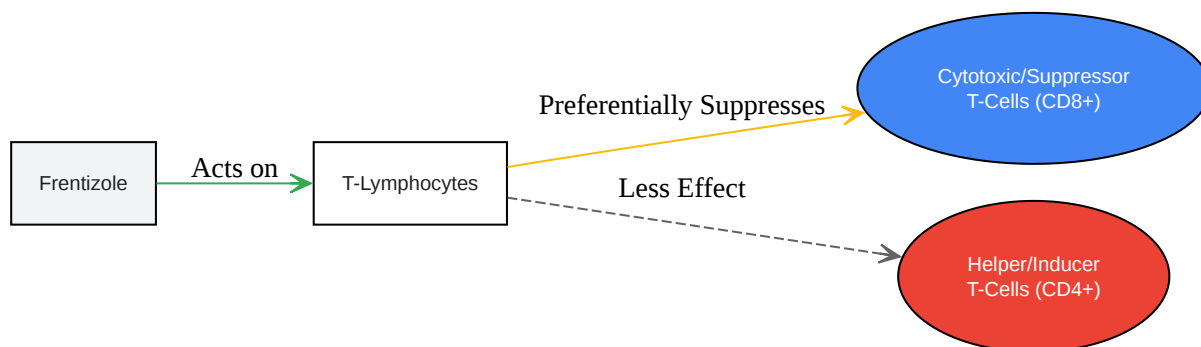 Frentizole
Acts on
T-Lymphocytes
Preferentially Suppresses
Cytotoxic/Suppressor
T-Cells (CD8+)
Less Effect
Helper/Inducer
T-Cells (CD4+)